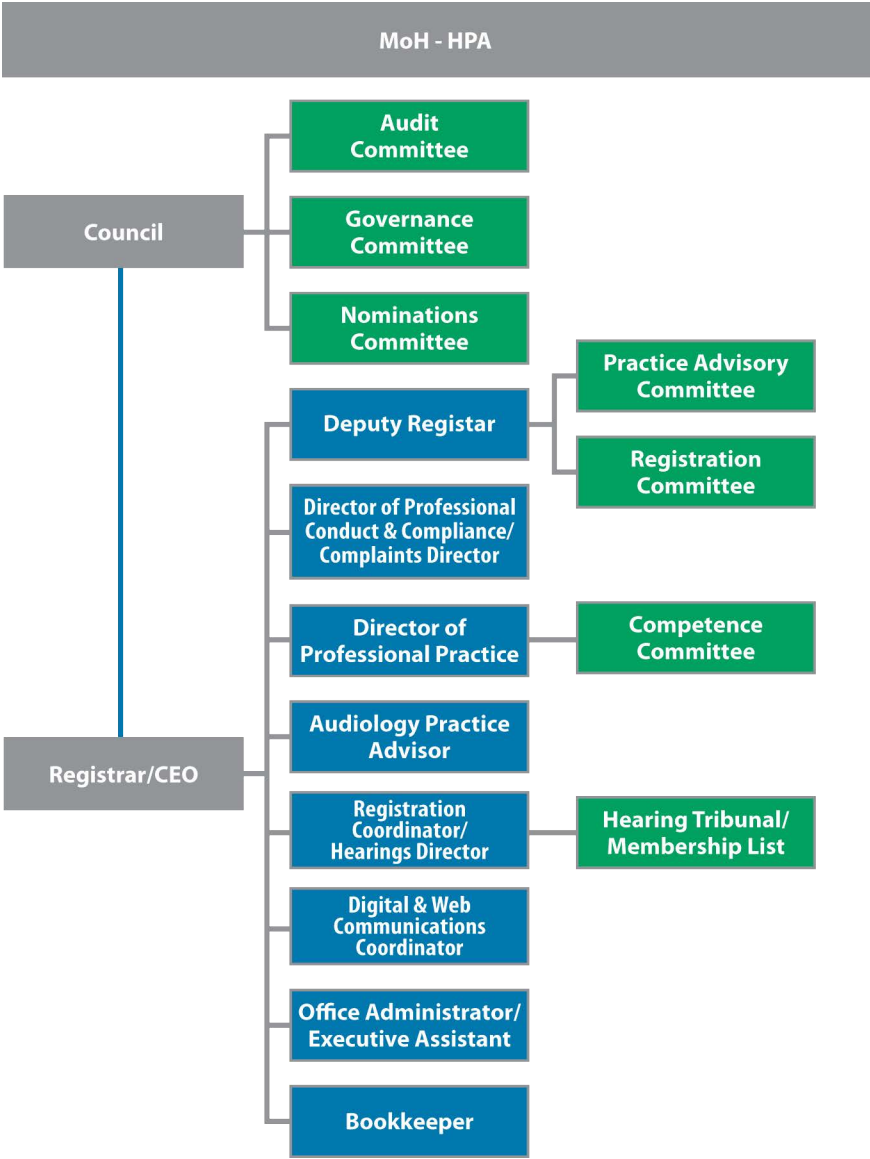 MoH - HPA
Audit
Committee
Council
Governance
Committee
Nominations
Committee
Practice Advisory
Committee
Deputy Registar
Registration
Committee
Director of Professional
Conduct & Compliance/
Complaints Director
Director of
Professional Practice
Competence
Committee
Audiology Practice
Advisor
Registrar/CEO
Registration
Coordinator/
Hearings Director
Hearing Tribunal/
Membership List
Digital & Web
Communications
Coordinator
Office Administrator/
Executive Assistant
Bookkeeper